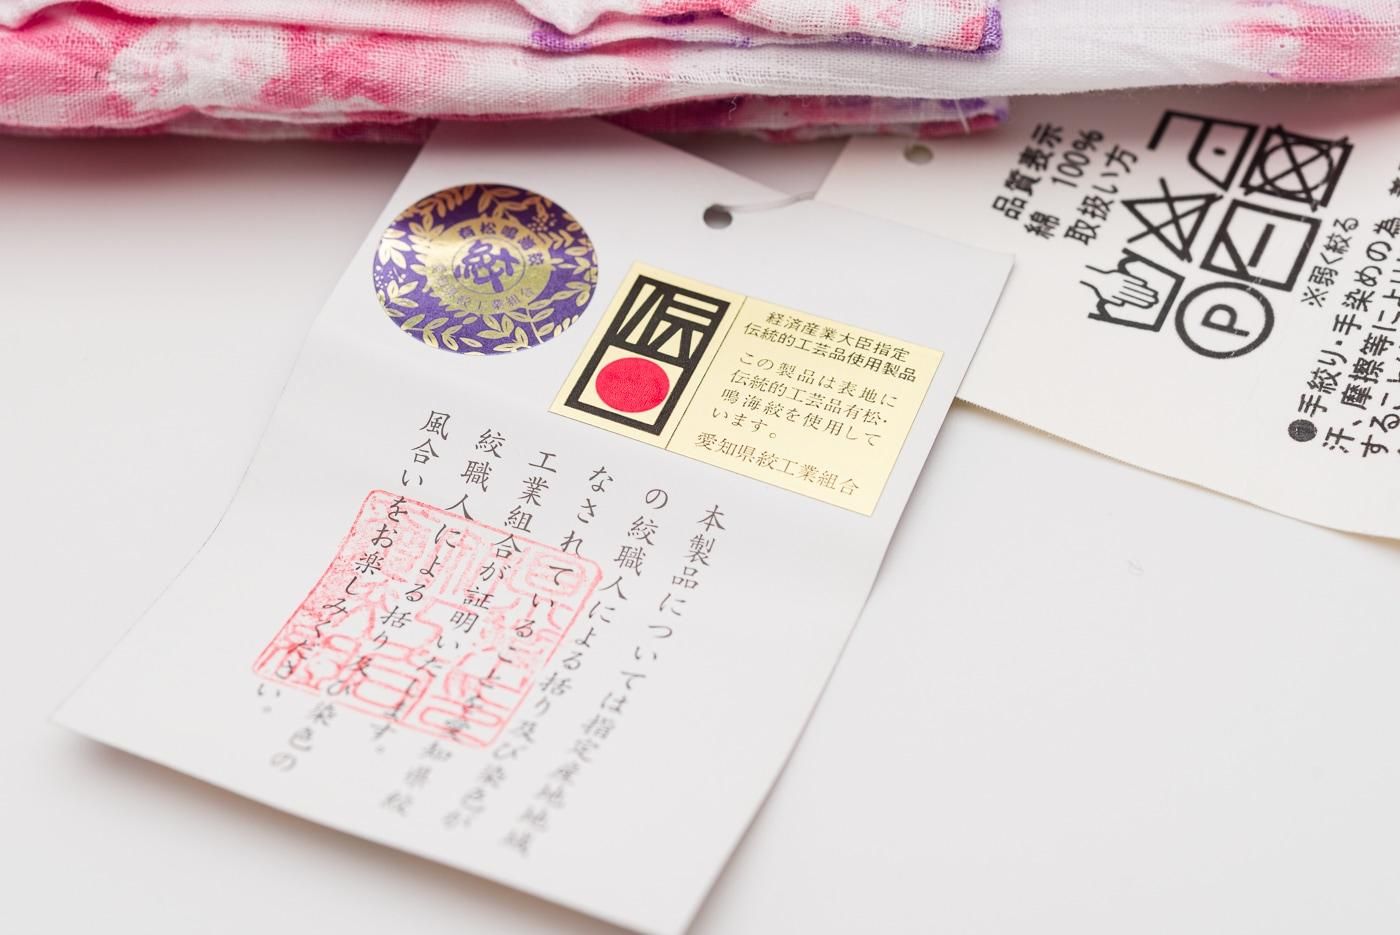 有松鳴海絞
絞
伝
経済産業大臣指定
伝統的工芸品使用製品
この製品は表地に
伝統的工芸品有松・
鳴海絞を使用して
います。
愛知県絞工業組合
本製品については指定産地地域
の絞職人による括り及び染色が
なされていることを愛知県絞
工業組合が証明いたします。
絞職人による括り及び染色の
風合いをお楽しみください。
品質表示
綿 100%
取扱い方
P
※弱く絞る
●手絞り・手染めの為
汗、摩擦等により